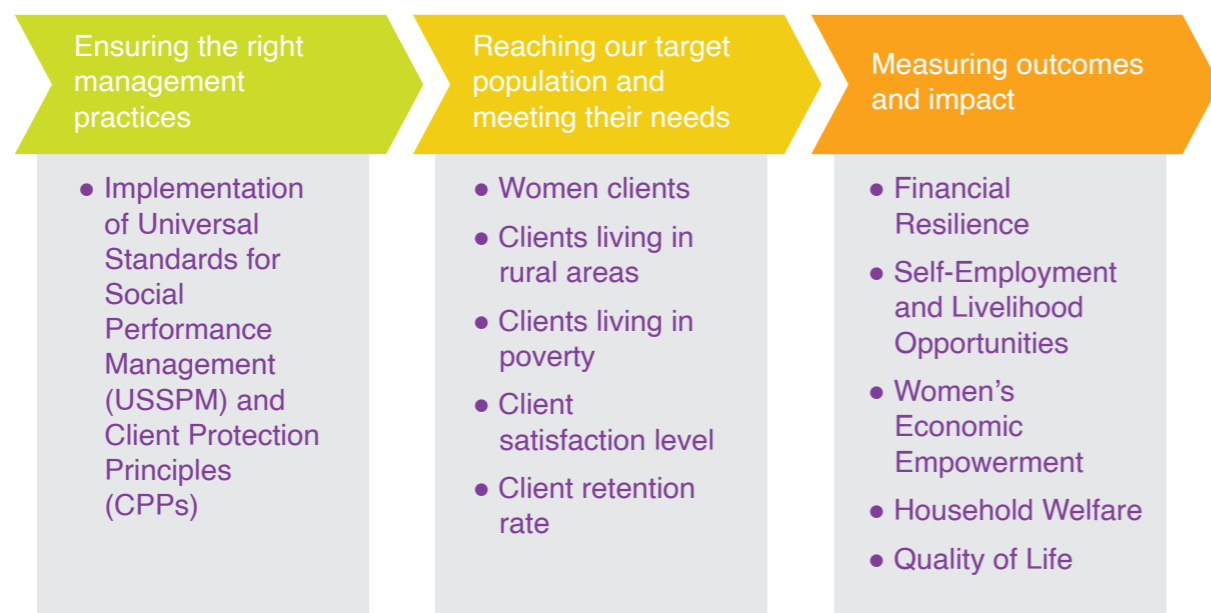 Ensuring the right
management
practices
● Implementation
of Universal
Standards for
Social
Performance
Management
(USSPM) and
Client Protection
Principles
(CPPs)
Reaching our target
population and
meeting their needs
● Women clients
● Clients living in
rural areas
● Clients living in
poverty
● Client
satisfaction level
● Client retention
rate
Measuring outcomes
and impact
● Financial
Resilience
● Self-Employment
and Livelihood
Opportunities
● Women’s
Economic
Empowerment
● Household Welfare
● Quality of Life